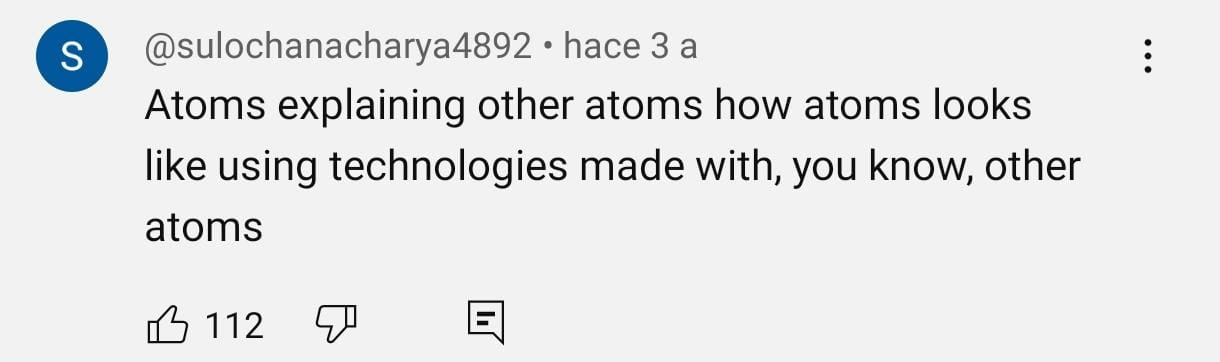 S
@sulochanacharya4892 • hace 3 a
Atoms explaining other atoms how atoms looks
like using technologies made with, you know, other
atoms
112